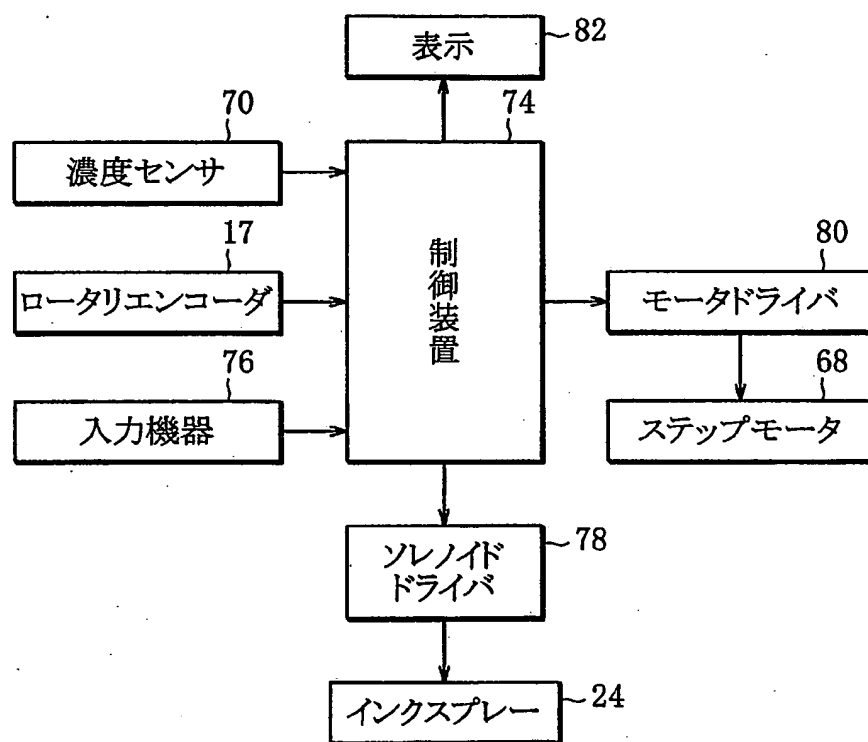 表示
82
70
74
濃度センサ
17
80
ロータリエンコーダ
制御装置
モータドライバ
76
68
入力機器
ステップモータ
ソレノイド
ドライバ
78
インクスプレー
24